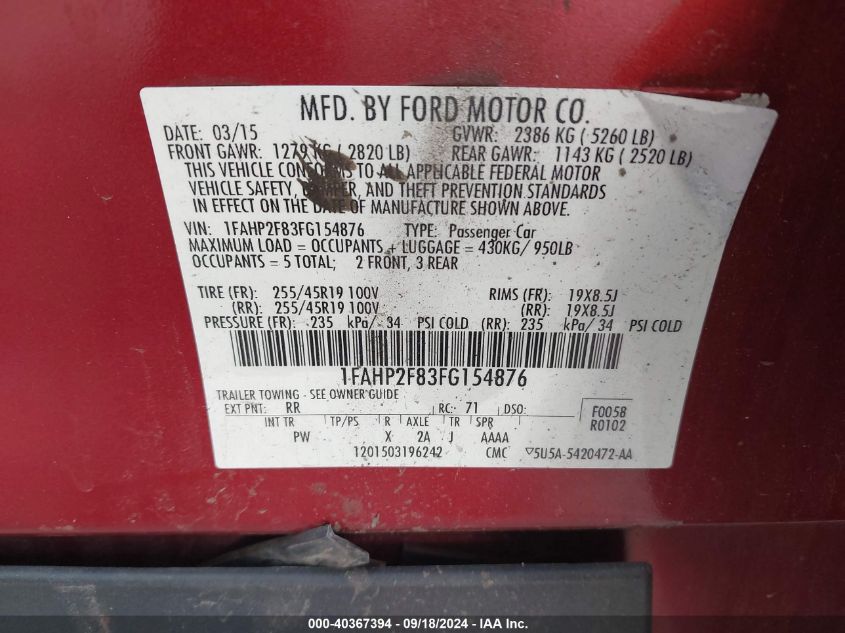 MFD. BY FORD MOTOR CO.
DATE: 03/15 GVWR: 2386 KG ( 5260 LB)
FRONT GAWR: 1279 KG ( 2820 LB) REAR GAWR: 1143 KG ( 2520 LB)
THIS VEHICLE CONFORMS TO ALL APPLICABLE FEDERAL MOTOR
VEHICLE SAFETY, BUMPER, AND THEFT PREVENTION STANDARDS
IN EFFECT ON THE DATE OF MANUFACTURE SHOWN ABOVE.
VIN: 1FAHP2F83FG154876 TYPE: Passenger Car
MAXIMUM LOAD = OCCUPANTS + LUGGAGE = 430KG/ 950LB
OCCUPANTS = 5 TOTAL; 2 FRONT, 3 REAR
TIRE (FR): 255/45R19 100V RIMS (FR): 19X8.5J
(RR): 255/45R19 100V (RR): 19X8.5J
PRESSURE (FR): 235 kPa/ 34 PSI COLD (RR): 235 kPa/ 34 PSI COLD
1FAHP2F83FG154876
TRAILER TOWING - SEE OWNER GUIDE
EXT PNT: RR RC: 71 DSO:
INT TR TP/PS R AXLE TR SPR
PW X 2A J AAAA
F0058
R0102
1201503196242 CMC ▽5U5A-5420472-AA
000-40367394 - 09/18/2024 - IAAI.COM